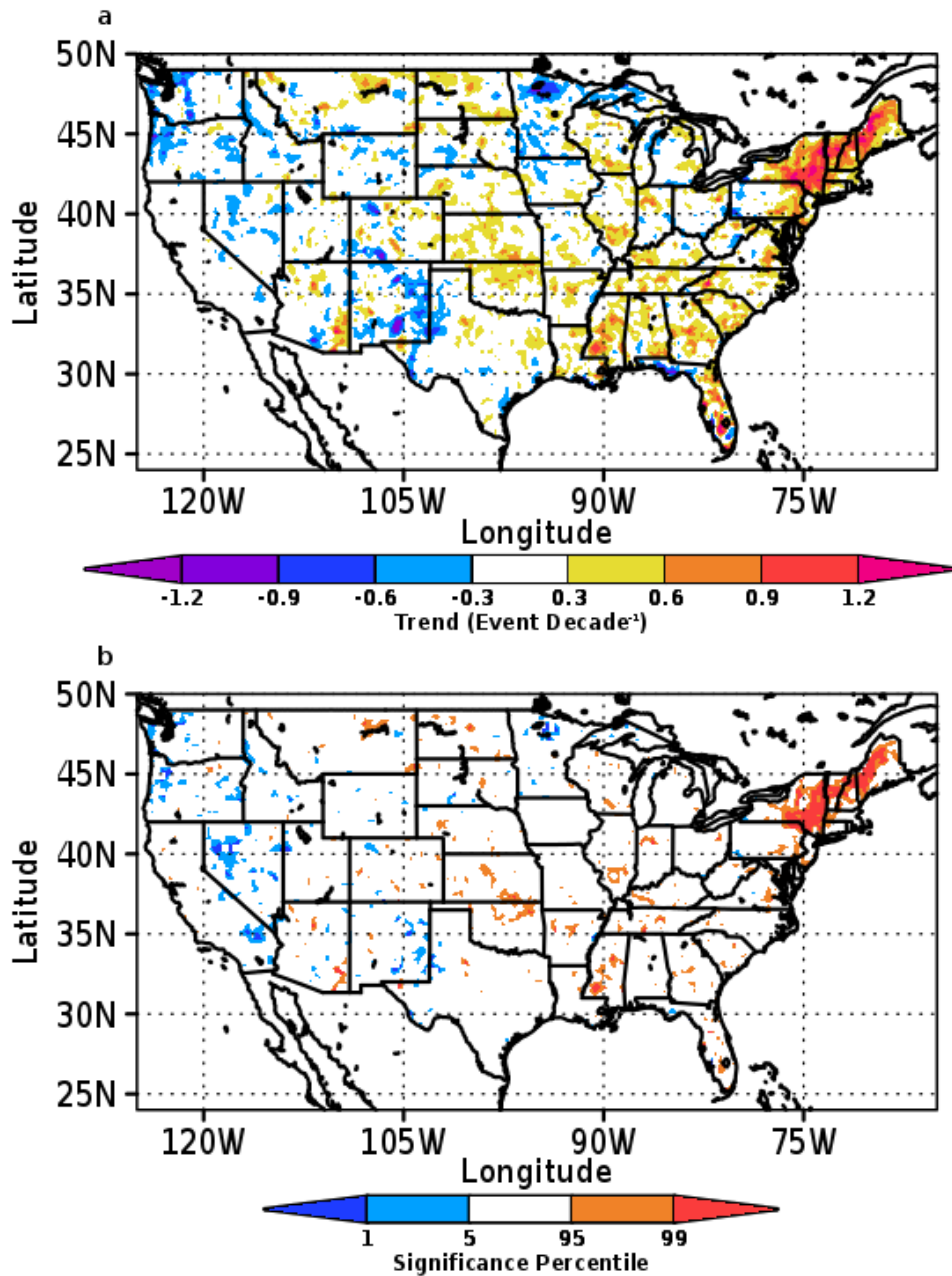 a
50N
45N
40N
35N
30N
25N
Latitude
120W 105W 90W 75W
Longitude
-1.2 -0.9 -0.6 -0.3 0.3 0.6 0.9 1.2
Trend (Event Decade⁻¹)
b
50N
45N
40N
35N
30N
25N
Latitude
120W 105W 90W 75W
Longitude
1 5 95 99
Significance Percentile